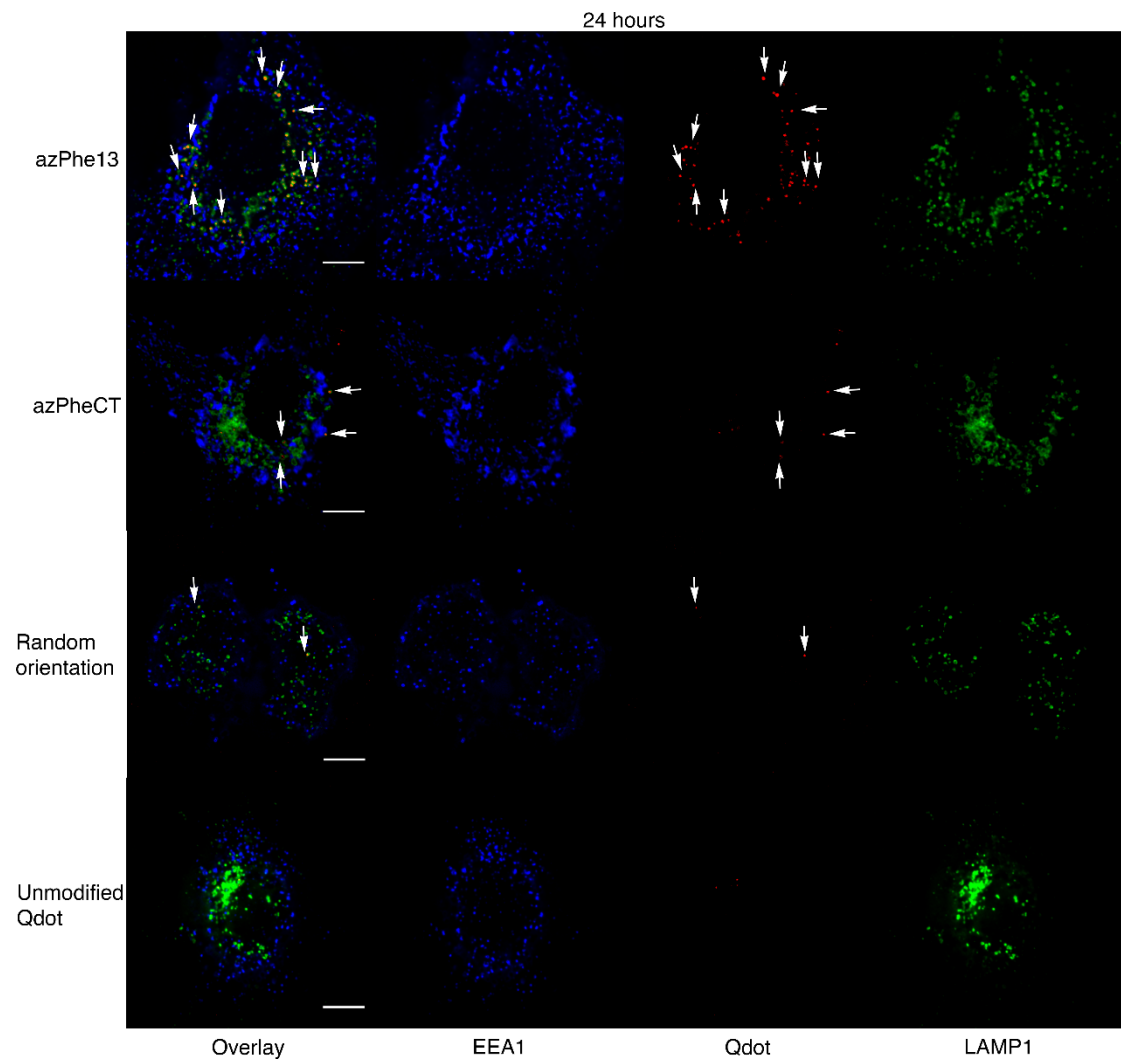 24 hours
azPhe13
azPheCT
Random
orientation
Unmodified
Qdot
Overlay EEA1 Qdot LAMP1